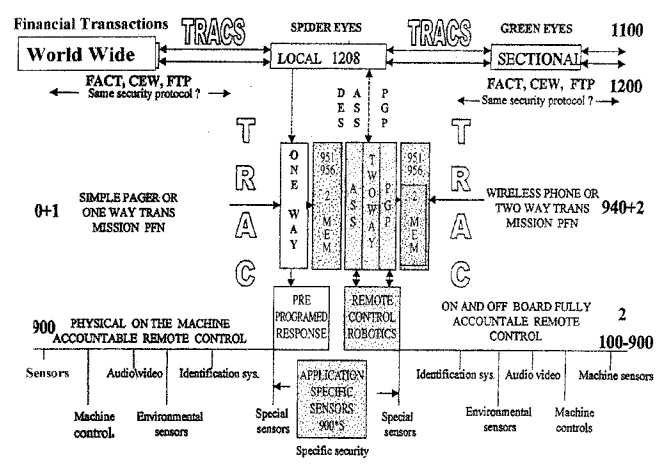 Financial Transactions
TRACS
SPIDER EYES
TRACS
GREEN EYES
1100
World Wide
LOCAL 1208
SECTIONAL
FACT, CEW, FTP
Same security protocol ?
DES
ASS
PGP
FACT, CEW, FTP
Same security protocol ?
1200
TRAC
ONE WAY
951
956,
2
MEM
ASS
TWOWAY
PGP
951
956,
2
MEM
TRAC
0+1
SIMPLE PAGER OR
ONE WAY TRANS
MISSION PFN
WIRELESS PHONE OR
TWO WAY TRANS
MISSION PFN
940+2
PRE
PROGRAMED
RESPONSE
REMOTE
CONTROL
ROBOTICS
900
PHYSICAL ON THE MACHINE
ACCOUNTABLE REMOTE CONTROL
ON AND OFF BOARD FULLY
ACCOUNTALE REMOTE
CONTROL
2
100-900
Sensors
Machine
controls
Audio/video
Environmental
sensors
Identification sys.
Special
sensors
APPLICATION
SPECIFIC
SENSORS
900*S
Specific security
Special
sensors
Identification sys.
Environmental
sensors
Audio video
Machine
controls
Machine sensors